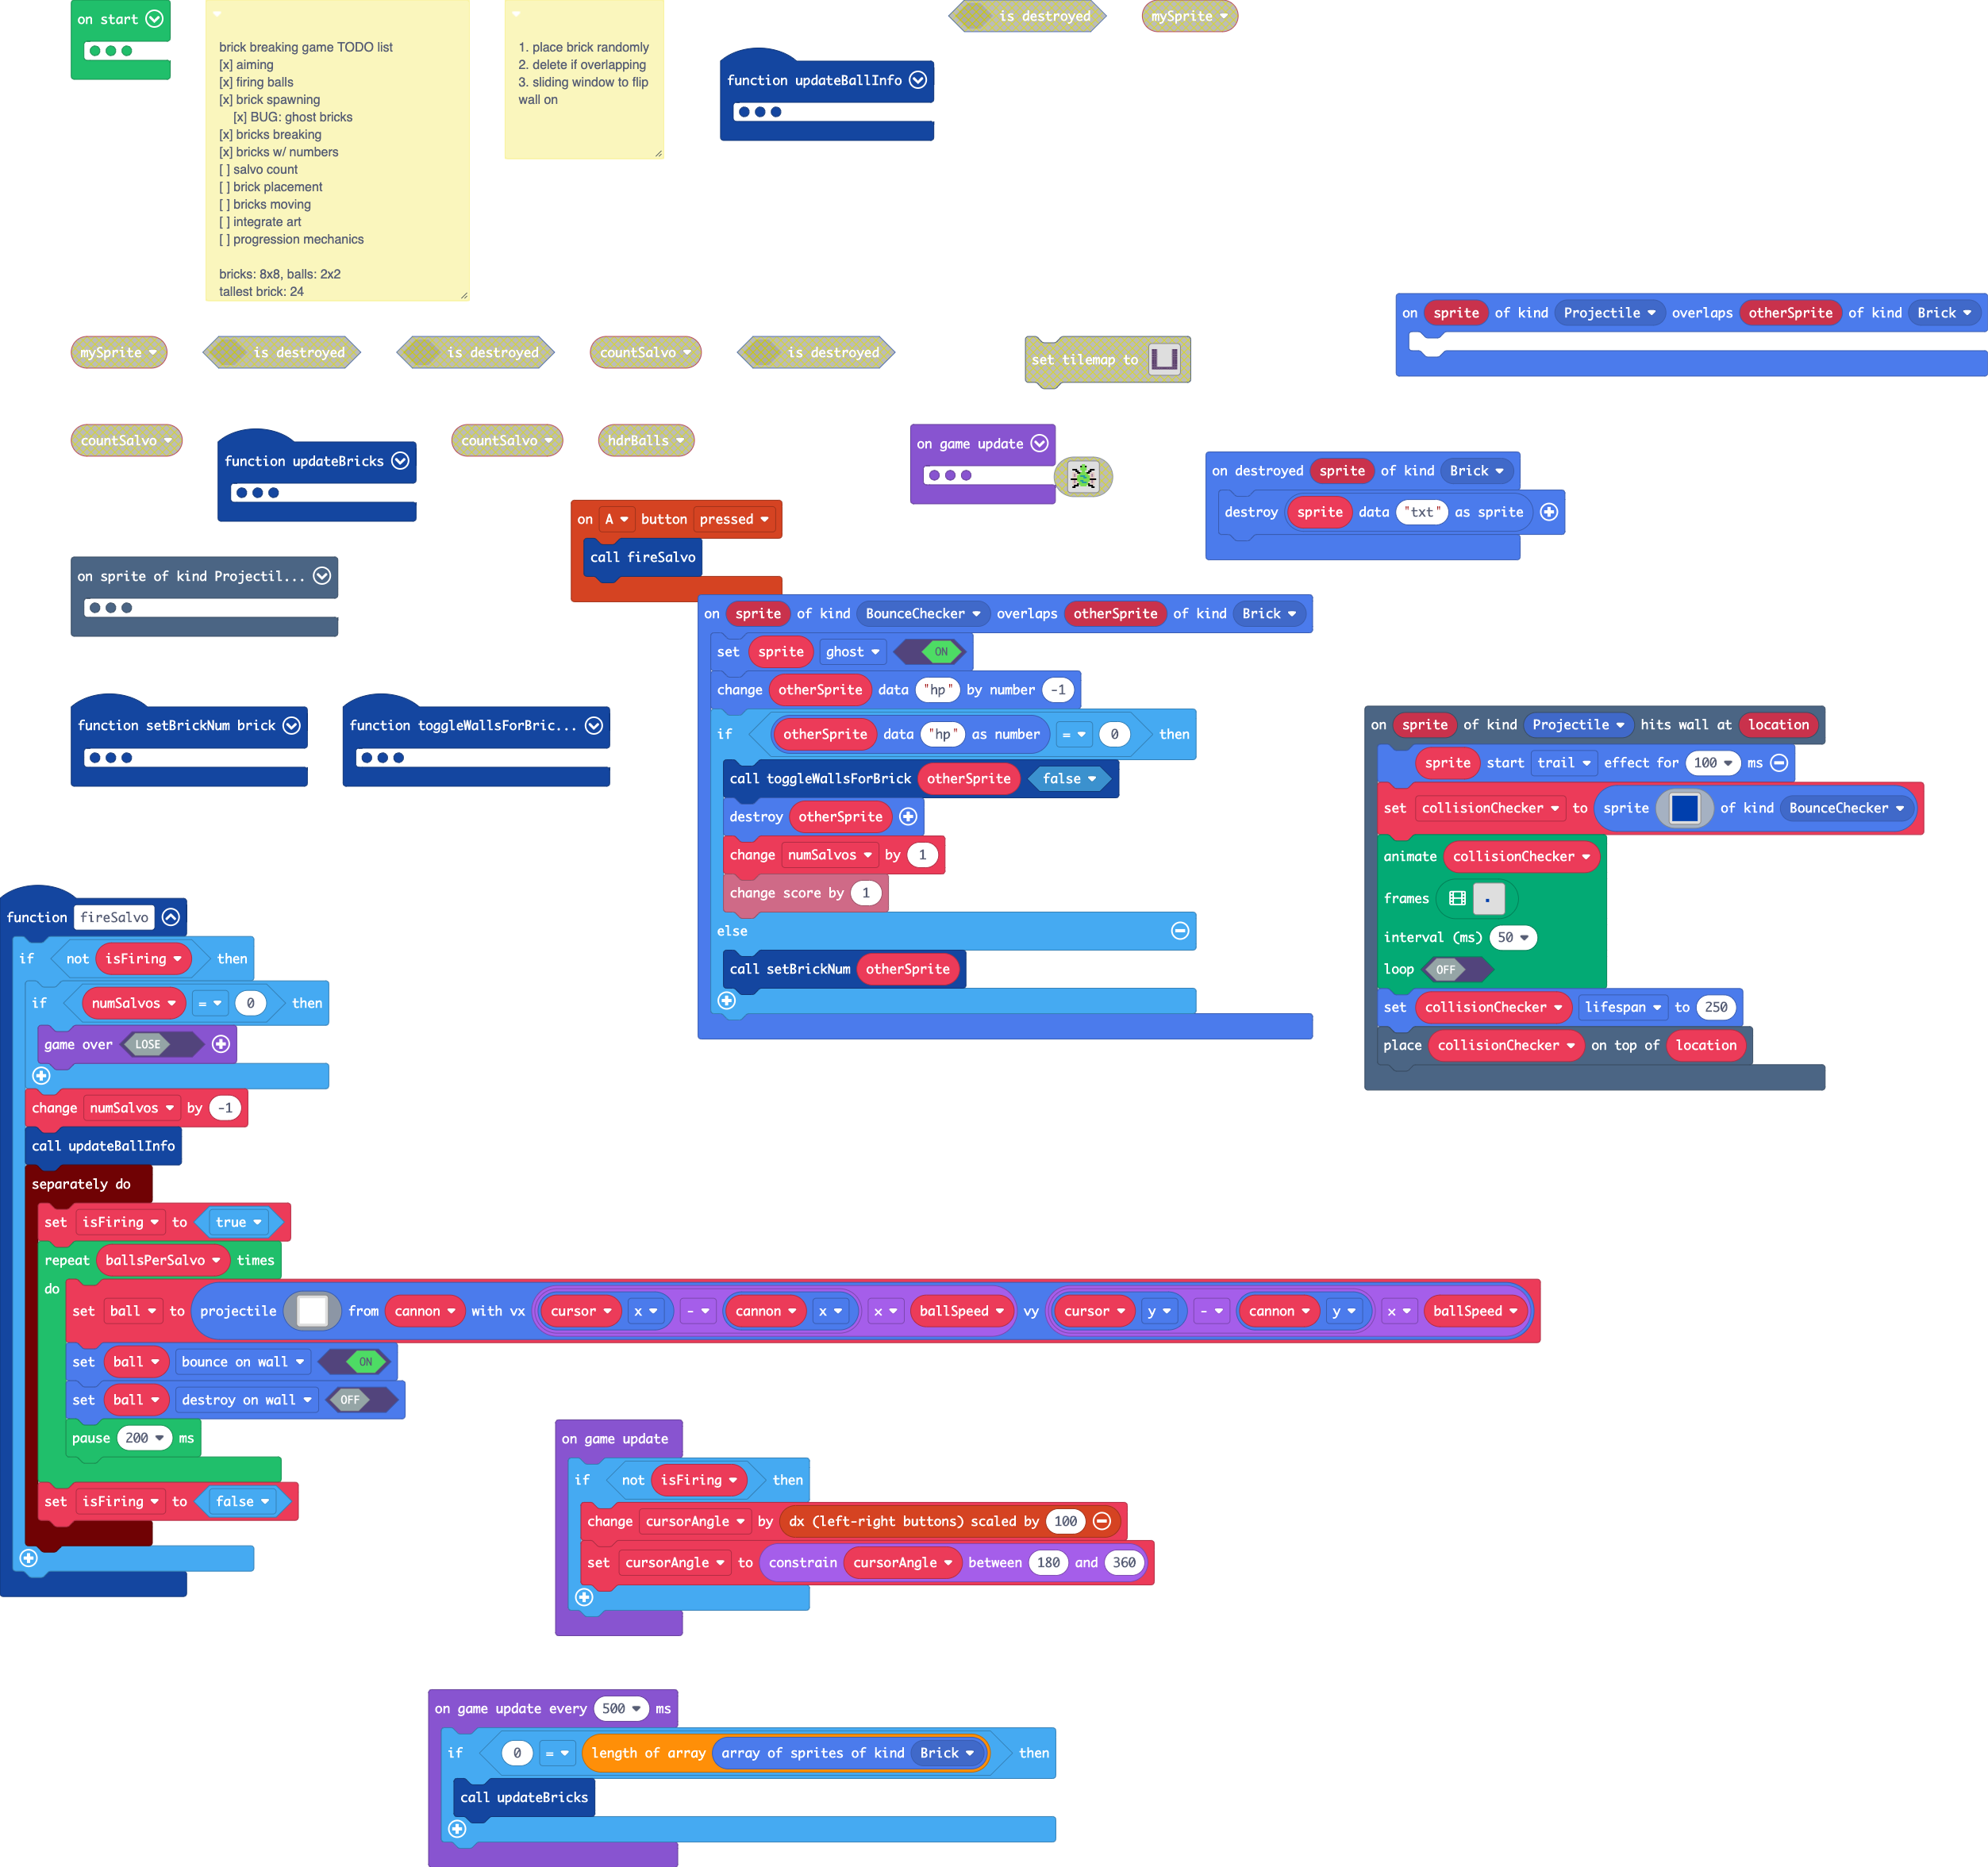 on start
brick breaking game TODO list
[x] aiming
[x] firing balls
[x] brick spawning
[x] BUG: ghost bricks
[x] bricks breaking
[x] bricks w/ numbers
[ ] salvo count
[ ] brick placement
[ ] bricks moving
[ ] integrate art
[ ] progression mechanics
bricks: 8x8, balls: 2x2
tallest brick: 24
1. place brick randomly
2. delete if overlapping
3. sliding window to flip
wall on
is destroyed
mySprite
function updateBallInfo
on sprite of kind Projectile overlaps otherSprite of kind Brick
mySprite
is destroyed
is destroyed
countSalvo
is destroyed
set tilemap to
countSalvo
function updateBricks
countSalvo
hdrBalls
on game update
on destroyed sprite of kind Brick
destroy sprite data "txt" as sprite
on A button pressed
call fireSalvo
on sprite of kind Projectil...
on sprite of kind BounceChecker overlaps otherSprite of kind Brick
set sprite ghost ON
change otherSprite data "hp" by number -1
if otherSprite data "hp" as number = 0 then
call toggleWallsForBrick otherSprite false
destroy otherSprite
change numSalvos by 1
change score by 1
else
call setBrickNum otherSprite
function setBrickNum brick
function toggleWallsForBric...
on sprite of kind Projectile hits wall at location
sprite start trail effect for 100 ms
set collisionChecker to sprite of kind BounceChecker
animate collisionChecker
frames
interval (ms) 50
loop OFF
set collisionChecker lifespan to 250
place collisionChecker on top of location
function fireSalvo
if not isFiring then
if numSalvos = 0 then
game over LOSE
change numSalvos by -1
call updateBallInfo
separately do
set isFiring to true
repeat ballsPerSalvo times
do
set ball to projectile from cannon with vx cursor x - cannon x x ballSpeed vy cursor y - cannon y x ballSpeed
set ball bounce on wall ON
set ball destroy on wall OFF
pause 200 ms
set isFiring to false
on game update
if not isFiring then
change cursorAngle by dx (left-right buttons) scaled by 100
set cursorAngle to constrain cursorAngle between 180 and 360
on game update every 500 ms
if 0 = length of array array of sprites of kind Brick then
call updateBricks